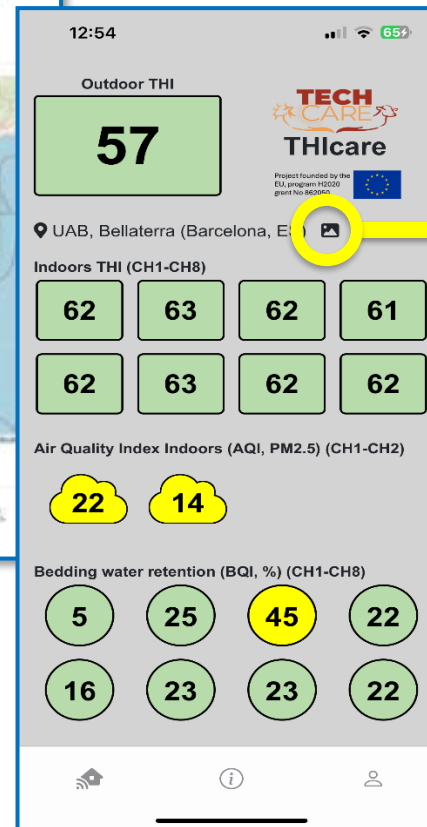 12:54
65
Outdoor THI
57
TECH
CARE
THIcare
Project founded by the
EU, program H2020
grant No 862050
UAB, Bellaterra (Barcelona, E
Indoors THI (CH1-CH8)
62 63 62 61
62 63 62 62
Air Quality Index Indoors (AQI, PM2.5) (CH1-CH2)
22 14
Bedding water retention (BQI, %) (CH1-CH8)
5 25 45 22
16 23 23 22
i